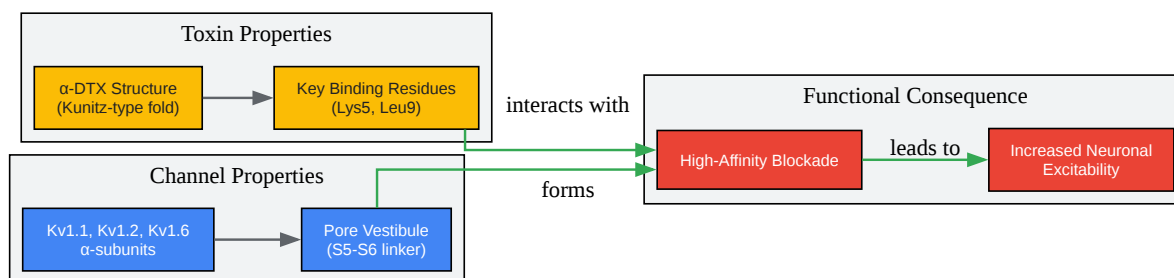 Toxin Properties
α-DTX Structure
(Kunitz-type fold)
Key Binding Residues
(Lys5, Leu9)
interacts with
Functional Consequence
High-Affinity Blockade
leads to
Increased Neuronal
Excitability
Channel Properties
forms
Kv1.1, Kv1.2, Kv1.6
α-subunits
Pore Vestibule
(S5-S6 linker)